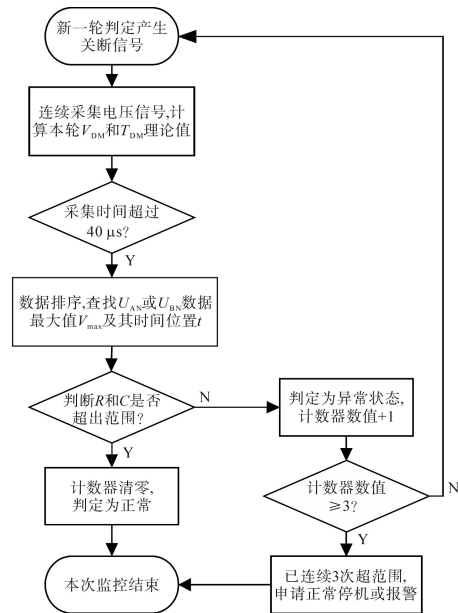 新一轮判定产生
关断信号
连续采集电压信号,计
算本轮V_DM和T_DM理论值
采集时间超过
40 μs?
Y
数据排序,查找U_AN或U_BN数据
最大值V_max及其时间位置t
判断R和C是否
超出范围?
N
Y
判定为异常状态,
计数器数值+1
计数器清零,
判定为正常
计数器数值
≥3?
N
Y
本次监控结束
已连续3次超范围,
申请正常停机或报警